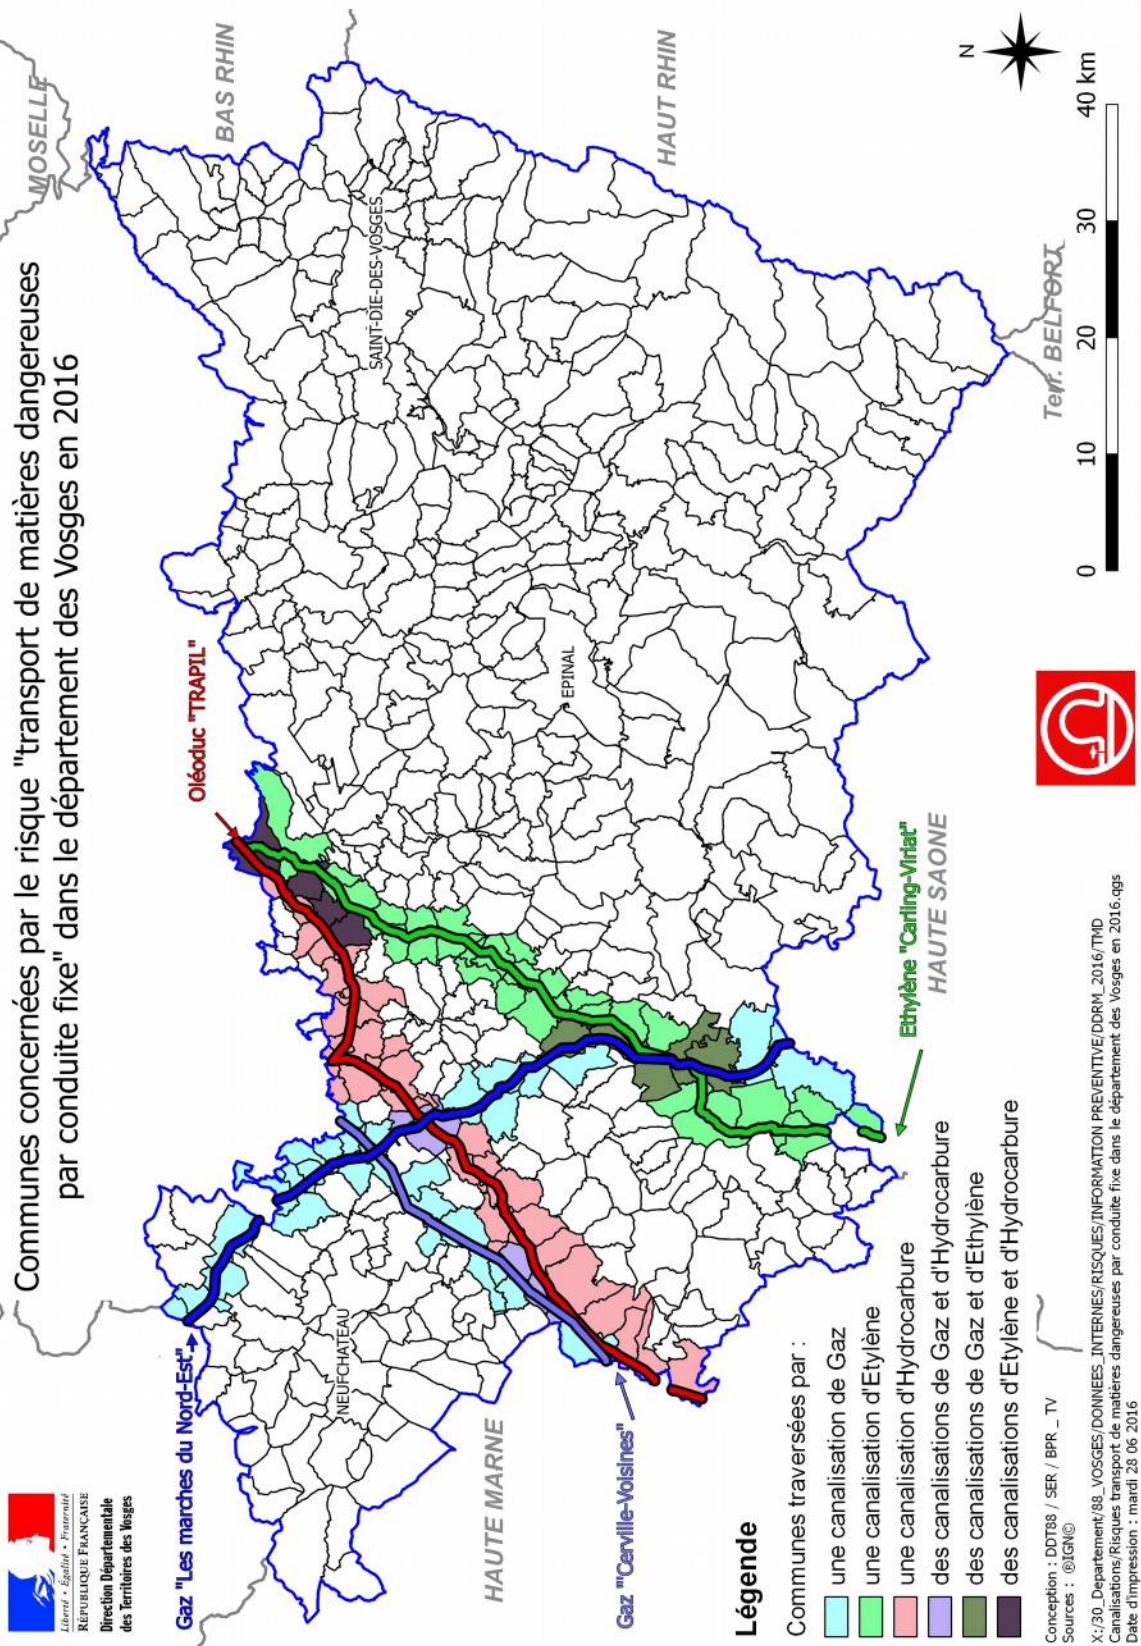 Liberté • Égalité • Fraternité
RÉPUBLIQUE FRANÇAISE
Direction Départementale
des Territoires des Vosges
Communes concernées par le risque "transport de matières dangereuses
par conduite fixe" dans le département des Vosges en 2016
MOSELLE
BAS RHIN
HAUT RHIN
Oléoduc "TRAPIL"
SAINT-DIE-DES-VOSGES
Gaz "Les marches du Nord-Est"
NEUFCHATEAU
EPINAL
HAUTE MARNE
Gaz '"Cerville-Voisines"
Ethylène "Carling-Viriat"
HAUTE SAONE
Terr. BELFORT
N
0 10 20 30 40 km
Légende
Communes traversées par :
une canalisation de Gaz
une canalisation d'Etylène
une canalisation d'Hydrocarbure
des canalisations de Gaz et d'Hydrocarbure
des canalisations de Gaz et d'Ethylène
des canalisations d'Etylène et d'Hydrocarbure
Conception : DDT88 / SER / BPR _ TV
Sources : ®IGN©
X:/30_Departement/88_VOSGES/DONNEES_INTERNES/RISQUES/INFORMATION PREVENTIVE/DDRM_2016/TMD
Canalisations/Risques transport de matières dangereuses par conduite fixe dans le département des Vosges en 2016.qgs
Date d'impression : mardi 28 06 2016